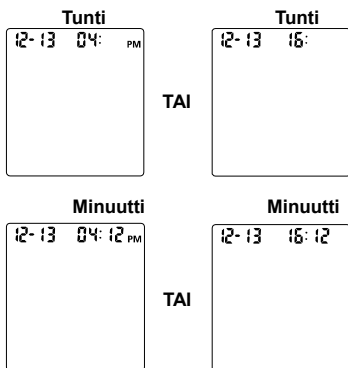 Tunti Tunti
12-13 04: PM 12-13 16:
TAI
Minuutti Minuutti
12-13 04:12 PM 12-13 16:12
TAI